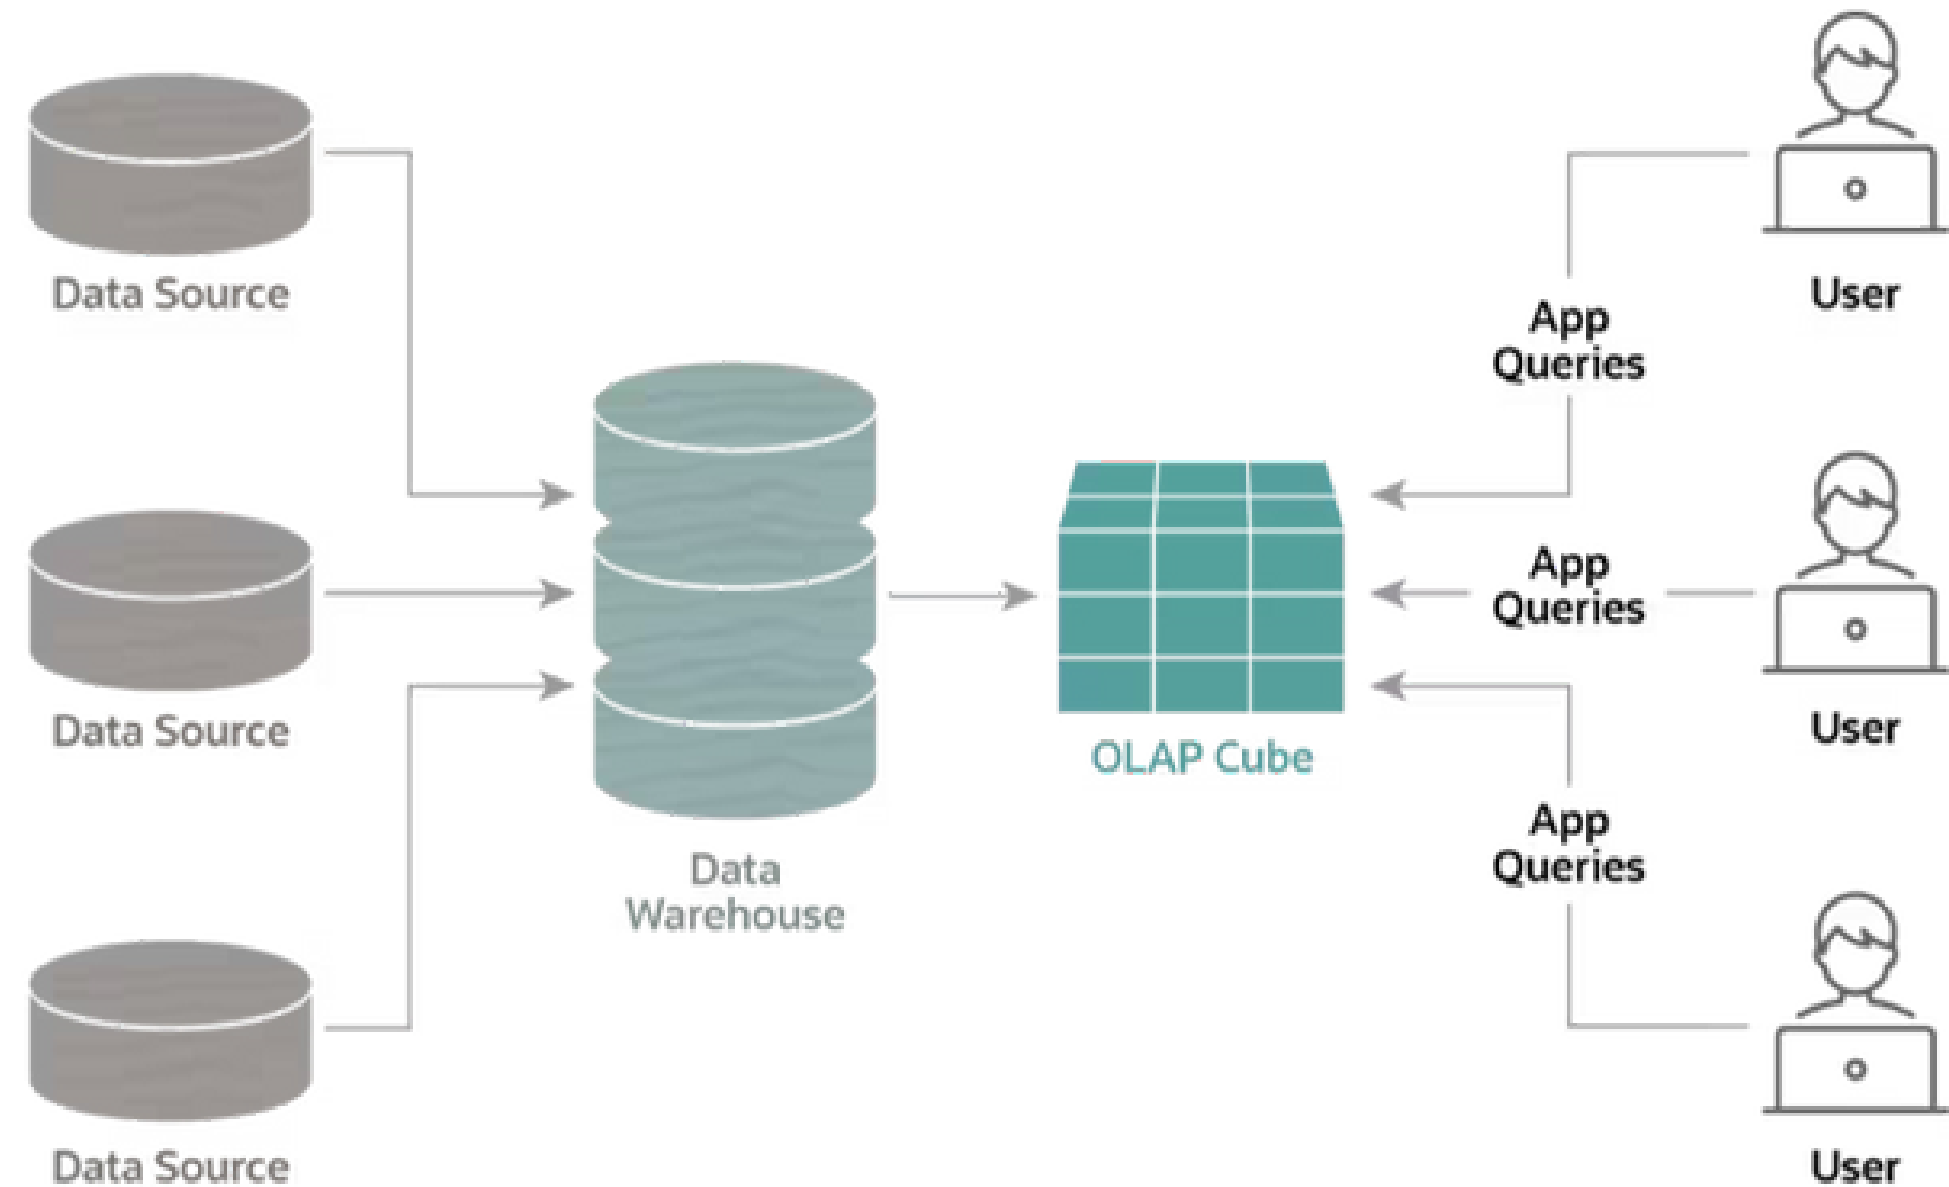 Data Source
User
App
Queries
Data Source
App
Queries
User
OLAP Cube
Data
Warehouse
App
Queries
Data Source
User